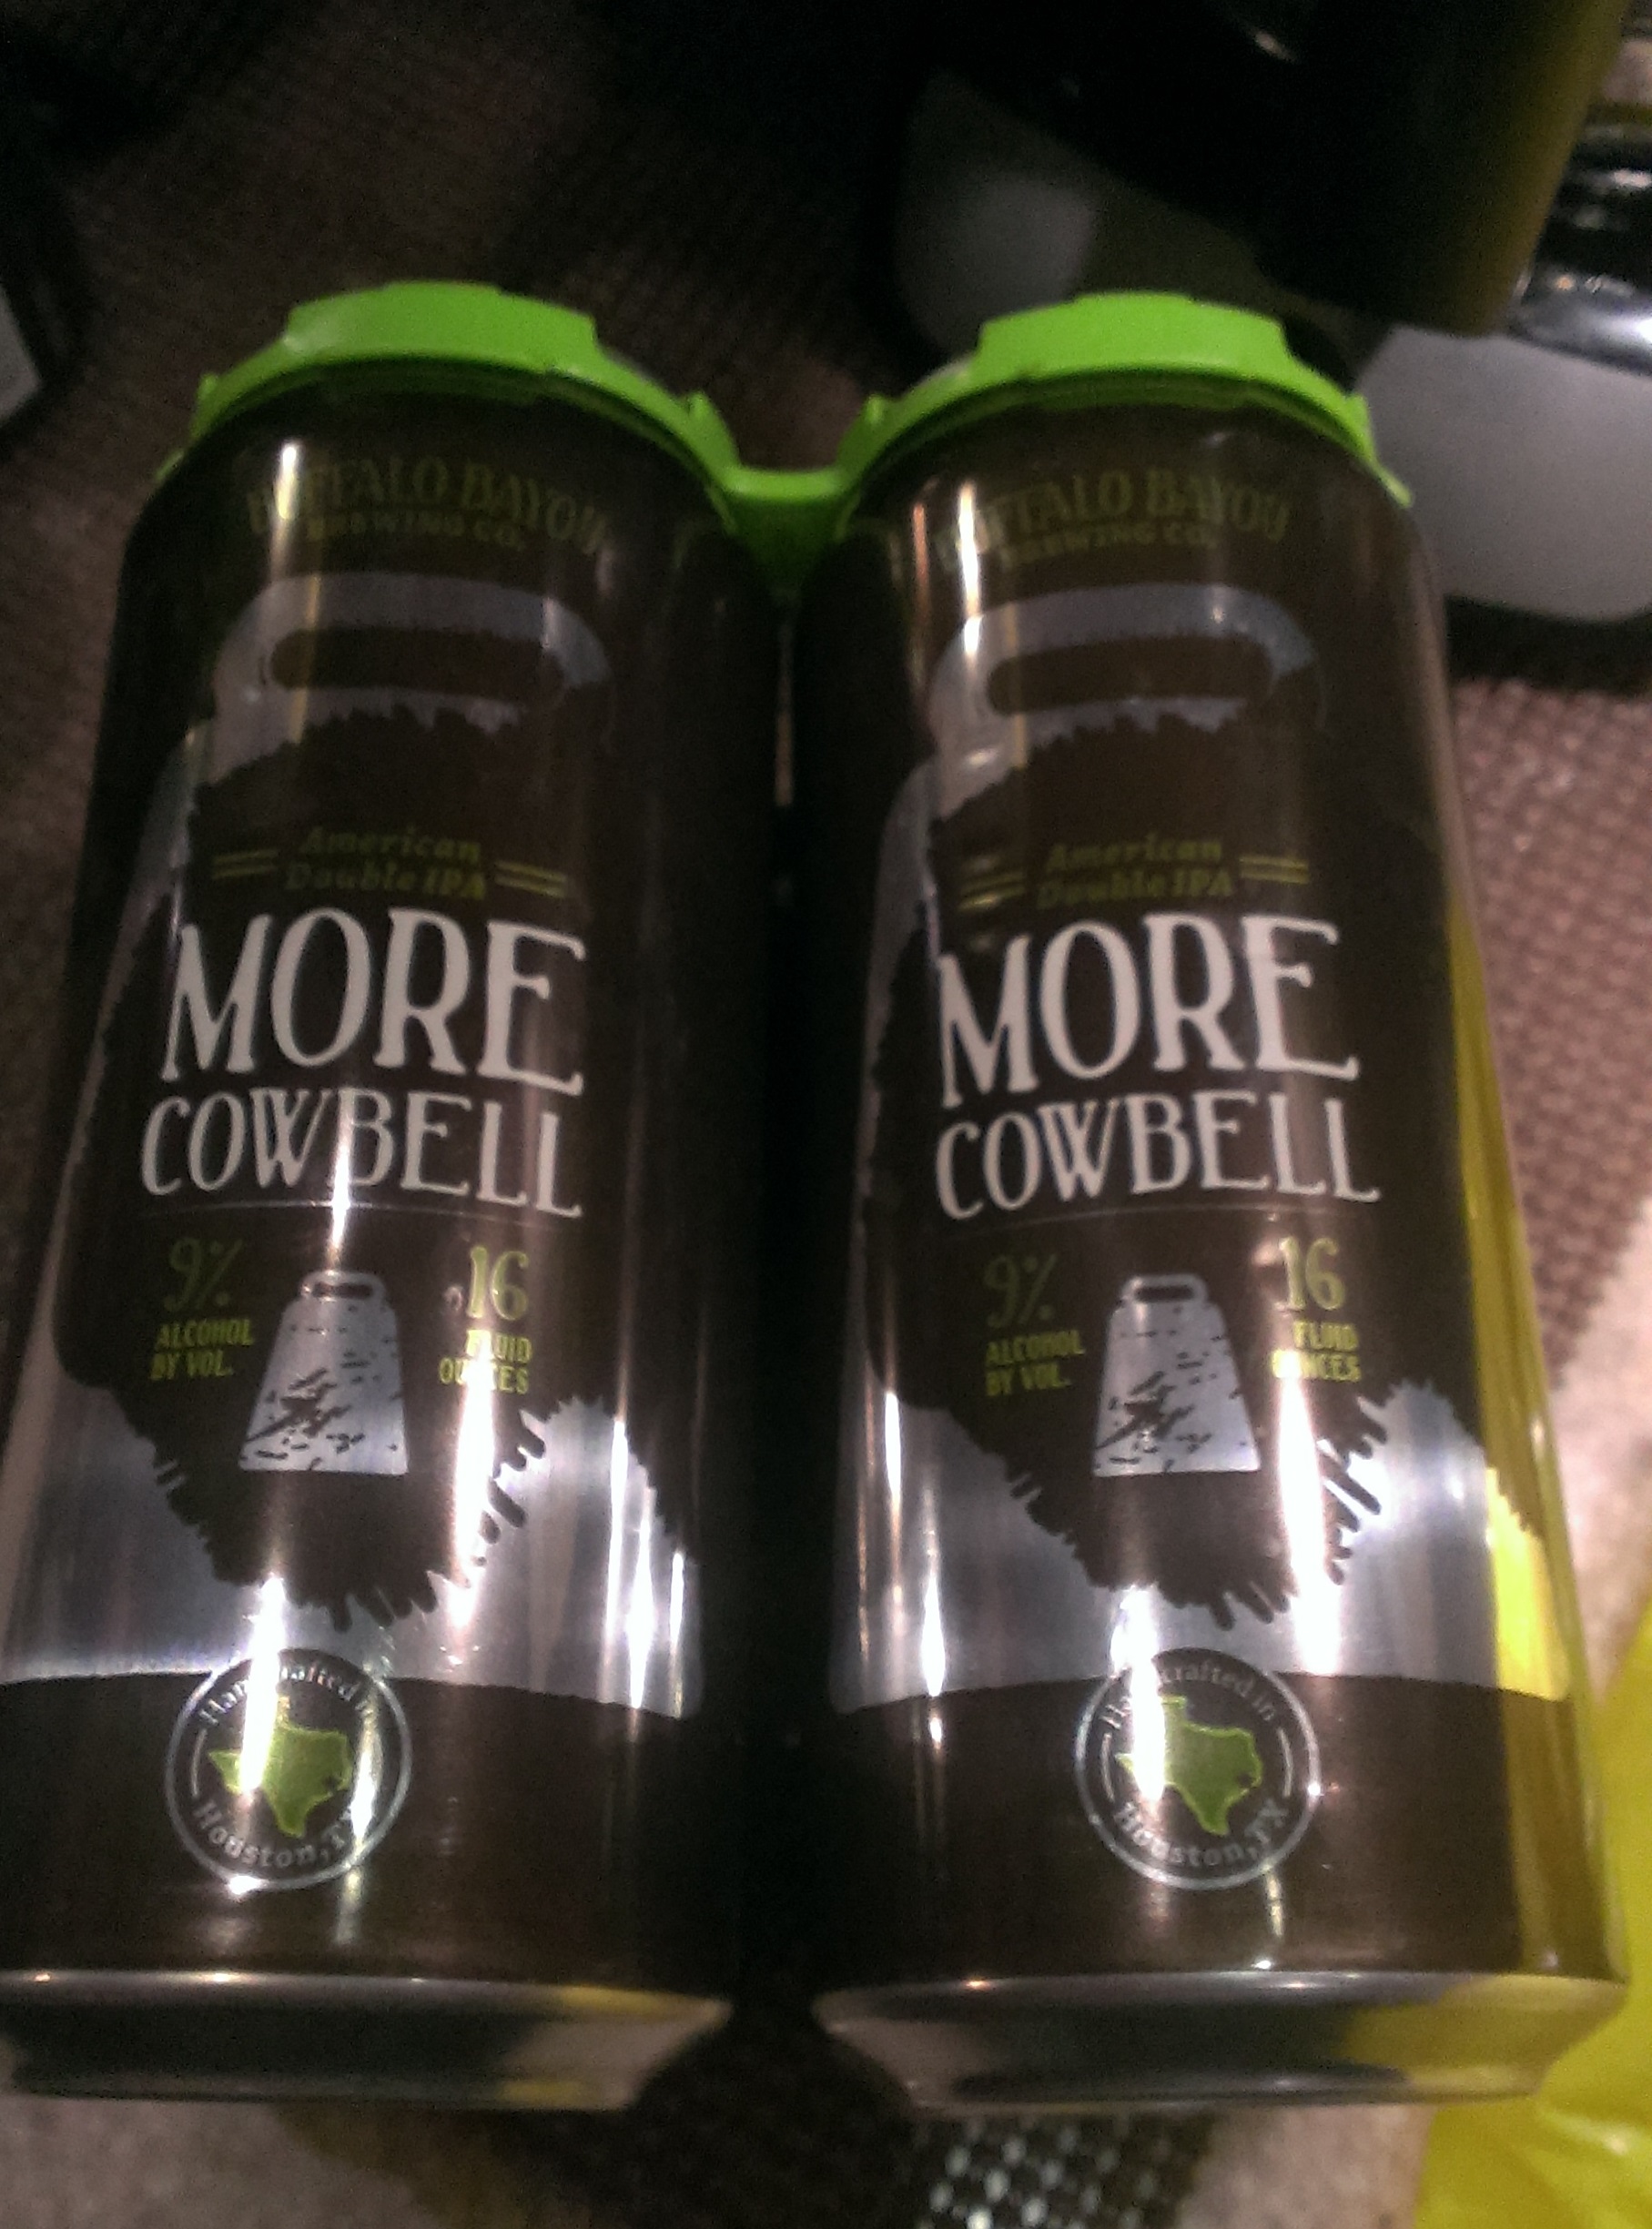 BUFFALO BAYOU
BREWING CO.
American
Double IPA
MORE
COWBELL
9%
ALCOHOL
BY VOL.
16
FLUID
OUNCES
Handcrafted in
Houston, TX
BUFFALO BAYOU
BREWING CO.
American
Double IPA
MORE
COWBELL
9%
ALCOHOL
BY VOL.
16
FLUID
OUNCES
Handcrafted in
Houston, TX